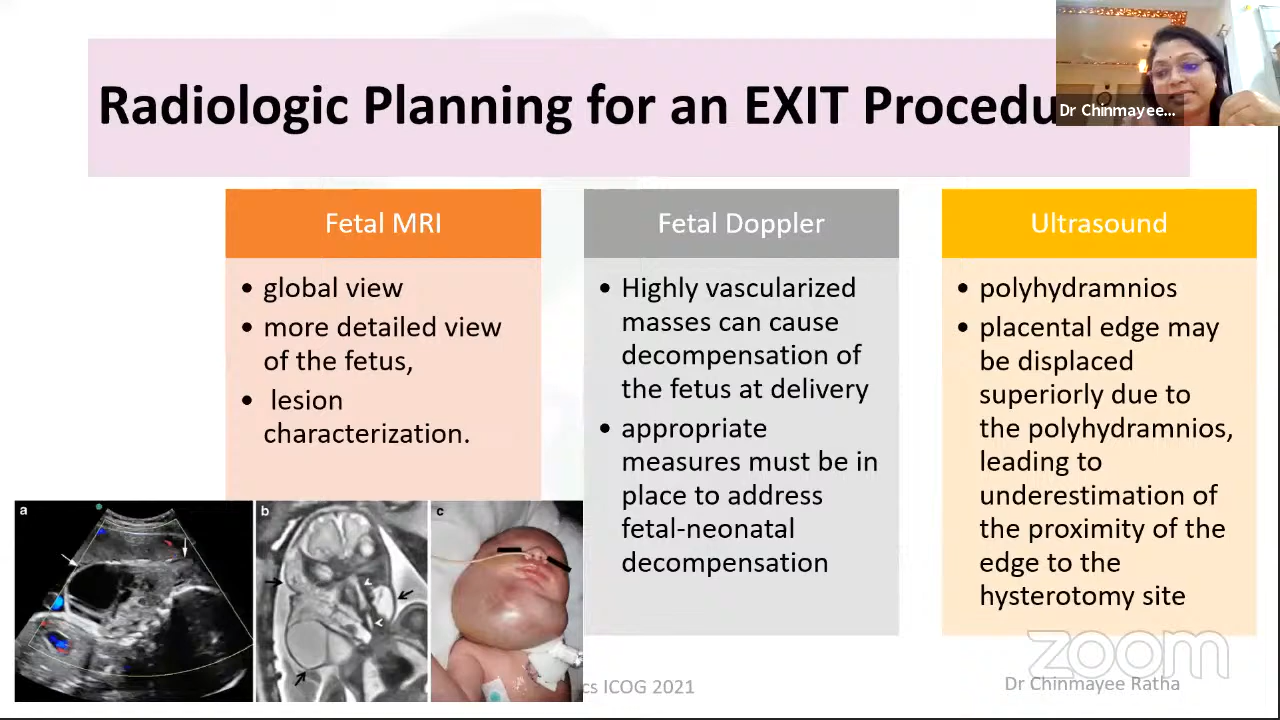 Radiologic Planning for an EXIT Procedu
Dr Chinmayee...
Fetal MRI
• global view
• more detailed view
of the fetus,
• lesion
characterization.
Fetal Doppler
• Highly vascularized
masses can cause
decompensation of
the fetus at delivery
• appropriate
measures must be in
place to address
fetal-neonatal
decompensation
Ultrasound
• polyhydramnios
• placental edge may
be displaced
superiorly due to
the polyhydramnios,
leading to
underestimation of
the proximity of the
edge to the
hysterotomy site
a
b
c
cs ICOG 2021
zoom
Dr Chinmayee Ratha